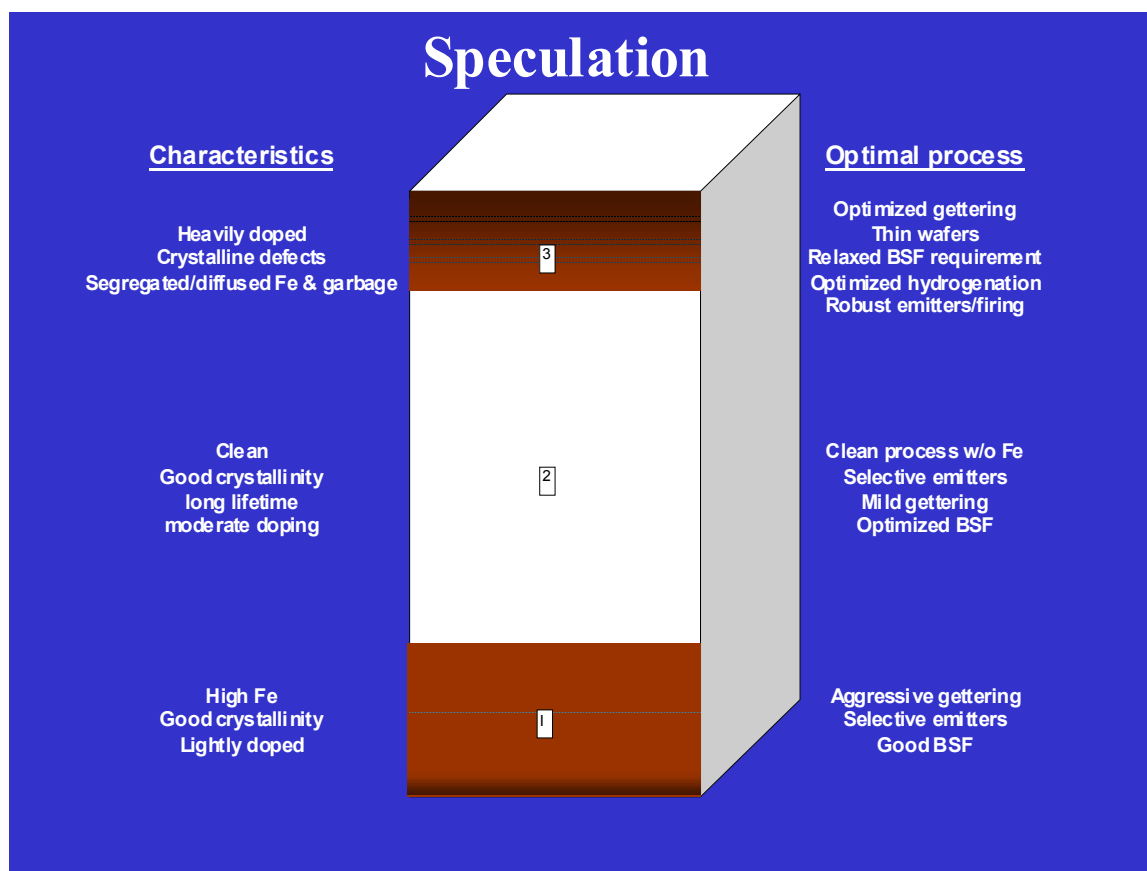 Speculation
Characteristics
Optimal process
Heavily doped
Crystalline defects
Segregated/diffused Fe & garbage
3
Optimized gettering
Thin wafers
Relaxed BSF requirement
Optimized hydrogenation
Robust emitters/firing
Clean
Good crystallinity
long lifetime
moderate doping
2
Clean process w/o Fe
Selective emitters
Mild gettering
Optimized BSF
High Fe
Good crystallinity
Lightly doped
I
Aggressive gettering
Selective emitters
Good BSF